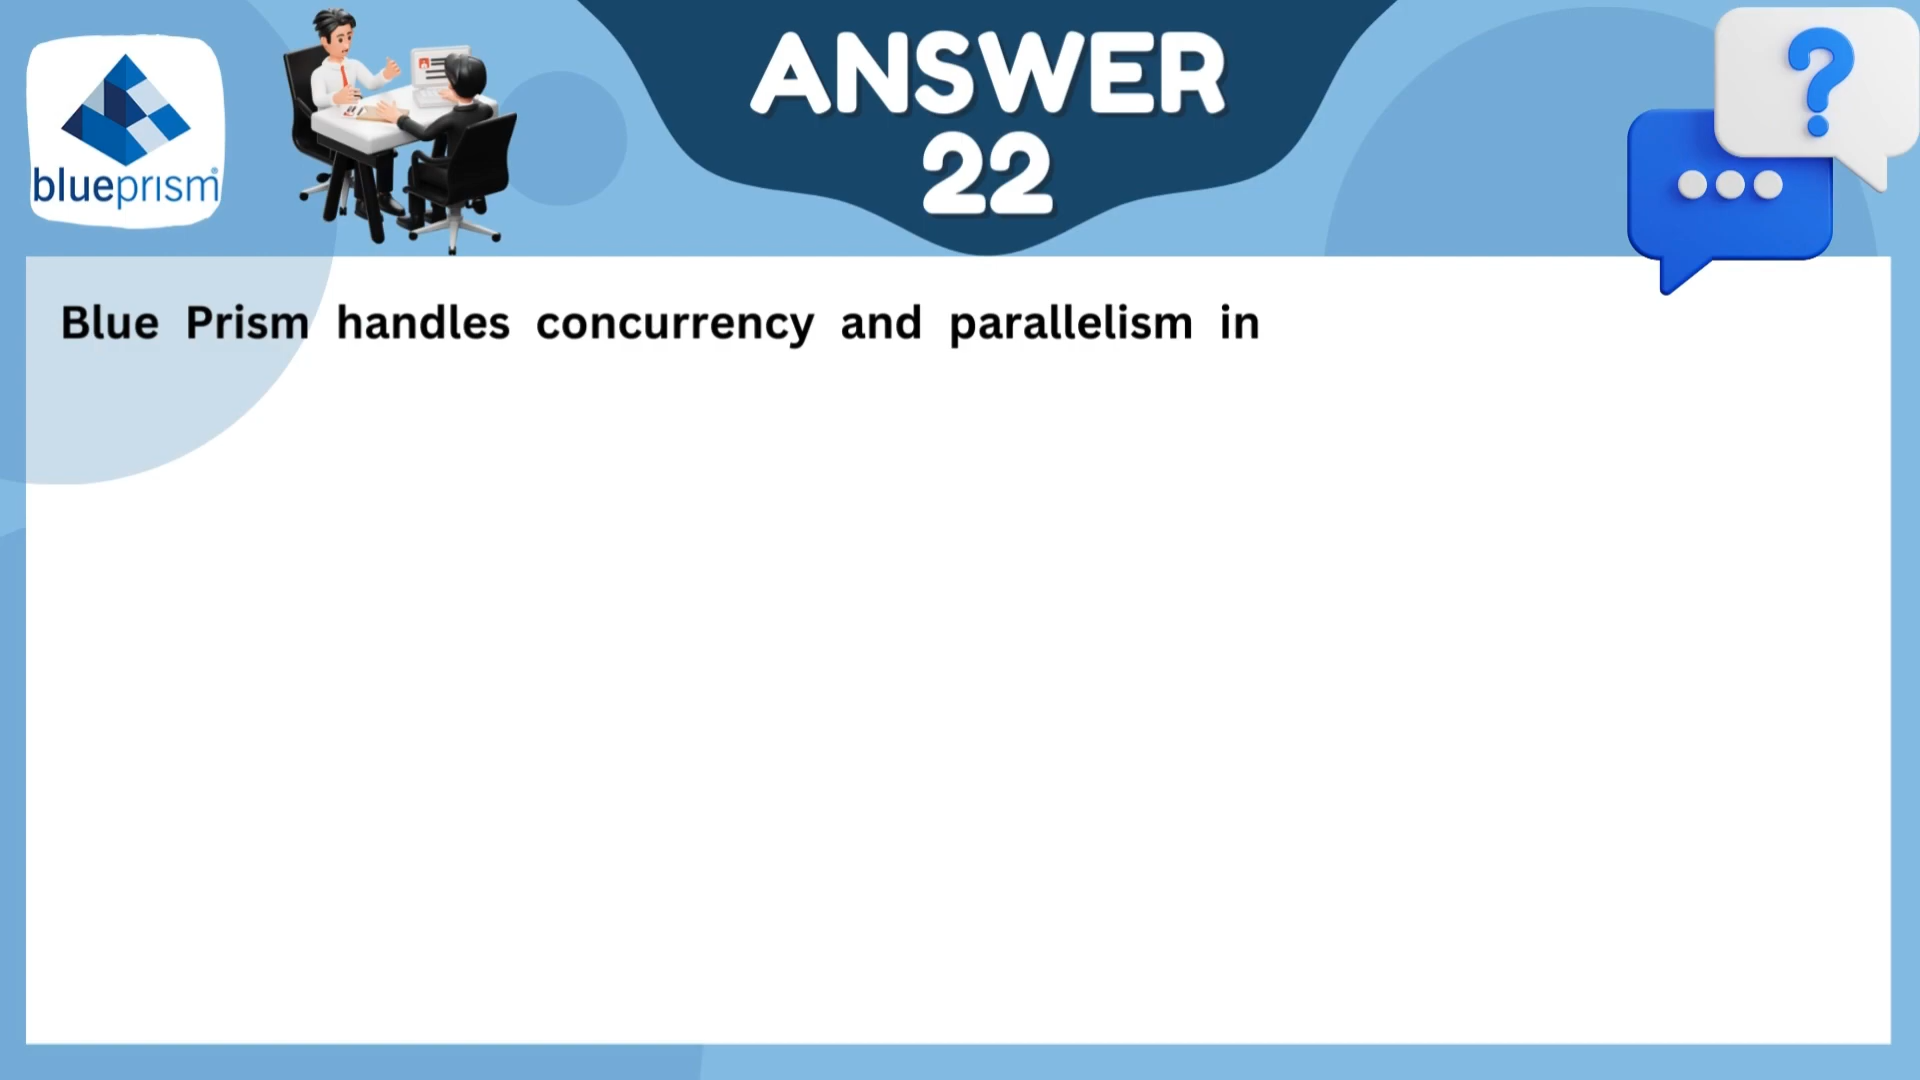 blueprism
ANSWER
22
?
Blue Prism handles concurrency and parallelism in